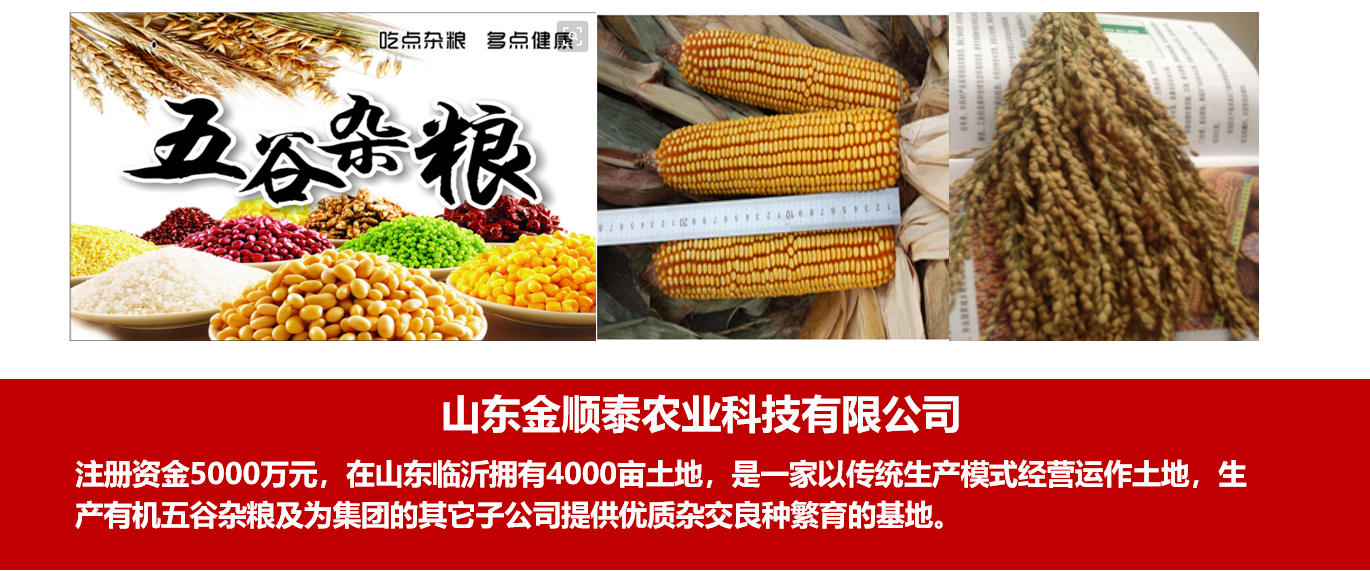 吃点杂粮 多点健康
五谷杂粮
山东金顺泰农业科技有限公司
注册资金5000万元，在山东临沂拥有4000亩土地，是一家以传统生产模式经营运作土地，生
产有机五谷杂粮及为集团的其它子公司提供优质杂交良种繁育的基地。